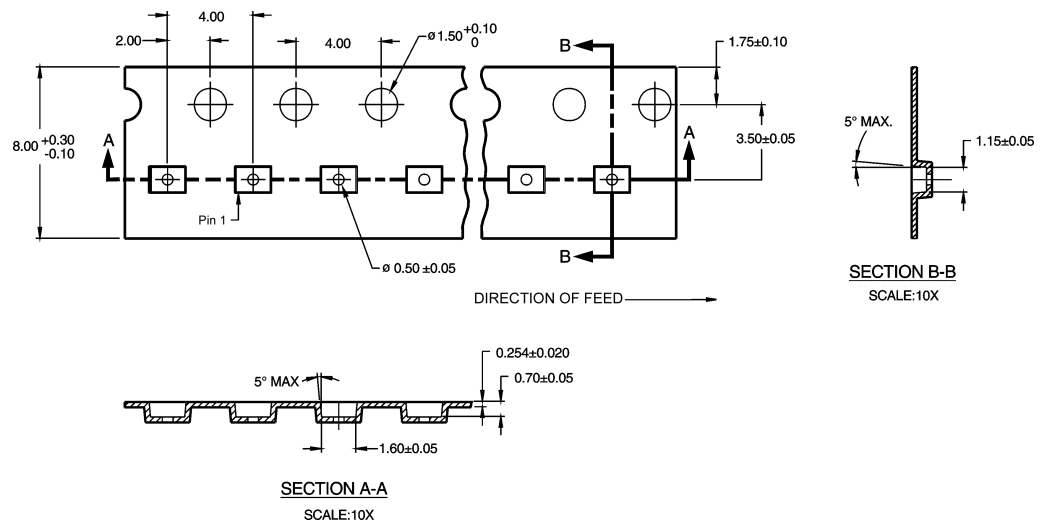 4.00
2.00
4.00
ø 1.50 +0.10
0
B
1.75±0.10
8.00 +0.30
-0.10
A
A
3.50±0.05
5° MAX.
1.15±0.05
Pin 1
B
ø 0.50 ±0.05
SECTION B-B
SCALE:10X
DIRECTION OF FEED
0.254±0.020
5° MAX
0.70±0.05
1.60±0.05
SECTION A-A
SCALE:10X